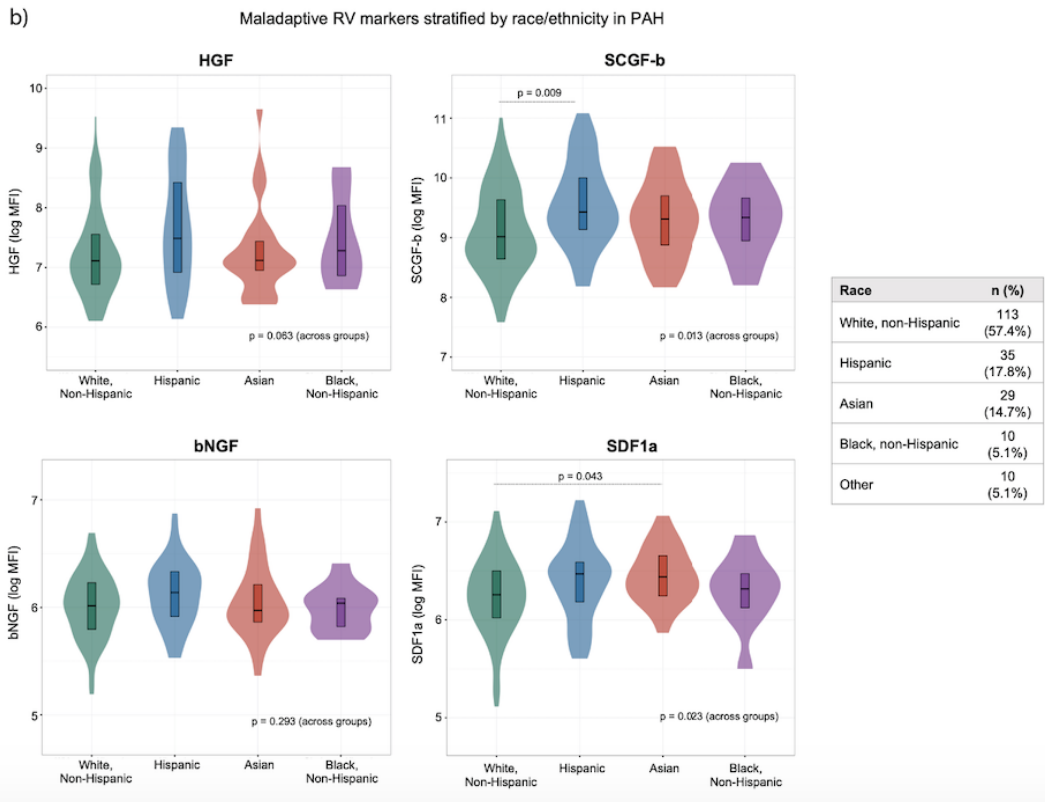 b)
Maladaptive RV markers stratified by race/ethnicity in PAH
HGF
HGF (log MFI)
10
9
8
7
6
p = 0.063 (across groups)
White,
Non-Hispanic
Hispanic
Asian
Black,
Non-Hispanic
SCGF-b
SCGF-b (log MFI)
11
10
9
8
7
p = 0.009
p = 0.013 (across groups)
White,
Non-Hispanic
Hispanic
Asian
Black,
Non-Hispanic
bNGF
bNGF (log MFI)
7
6
5
p = 0.293 (across groups)
White,
Non-Hispanic
Hispanic
Asian
Black,
Non-Hispanic
SDF1a
SDF1a (log MFI)
7
6
5
p = 0.043
p = 0.023 (across groups)
White,
Non-Hispanic
Hispanic
Asian
Black,
Non-Hispanic
Race n (%)
White, non-Hispanic 113
(57.4%)
Hispanic 35
(17.8%)
Asian 29
(14.7%)
Black, non-Hispanic 10
(5.1%)
Other 10
(5.1%)